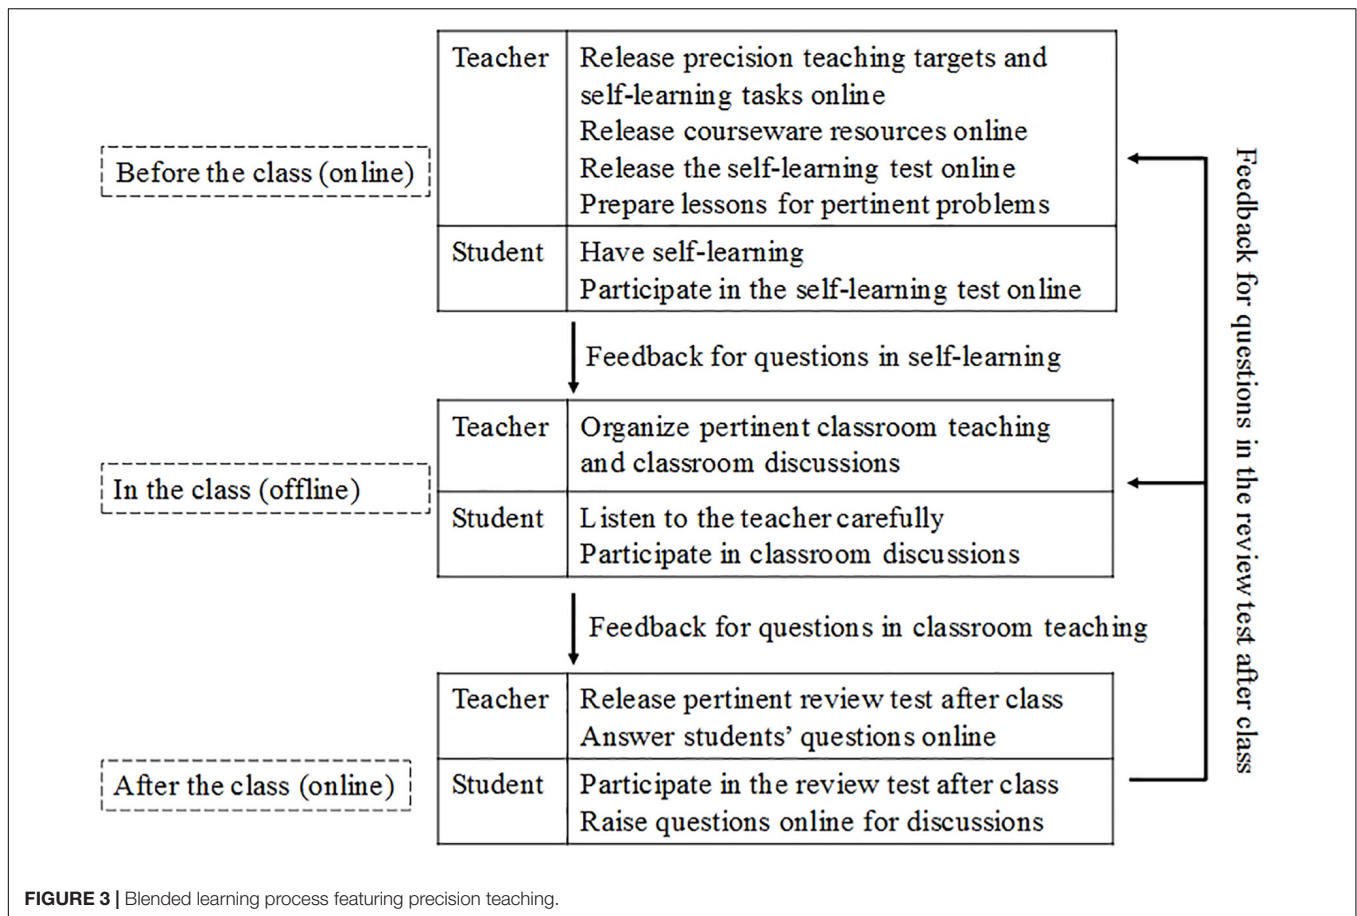 Before the class (online)
Teacher
Release precision teaching targets and
self-learning tasks online
Release courseware resources online
Release the self-learning test online
Prepare lessons for pertinent problems
Student
Have self-learning
Participate in the self-learning test online
Feedback for questions in self-learning
In the class (offline)
Teacher
Organize pertinent classroom teaching
and classroom discussions
Student
Listen to the teacher carefully
Participate in classroom discussions
Feedback for questions in classroom teaching
After the class (online)
Teacher
Release pertinent review test after class
Answer students’ questions online
Student
Participate in the review test after class
Raise questions online for discussions
Feedback for questions in the review test after class
FIGURE 3 | Blended learning process featuring precision teaching.